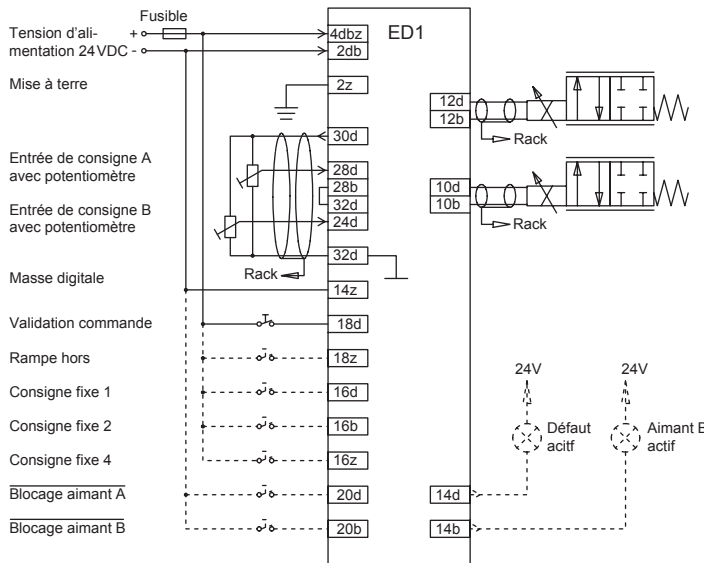 Fusible
Tension d'ali-
mentation 24VDC
+
-
4dbz
2db
ED1
Mise à terre
2z
12d
12b
Rack
30d
Entrée de consigne A
avec potentiomètre
28d
28b
32d
10d
10b
Entrée de consigne B
avec potentiomètre
24d
Rack
32d
Rack
Masse digitale
14z
Validation commande
18d
Rampe hors
18z
24V
24V
Consigne fixe 1
16d
Consigne fixe 2
16b
Défaut
acitf
Aimant B
actif
Consigne fixe 4
16z
Blocage aimant A
20d
14d
Blocage aimant B
20b
14b